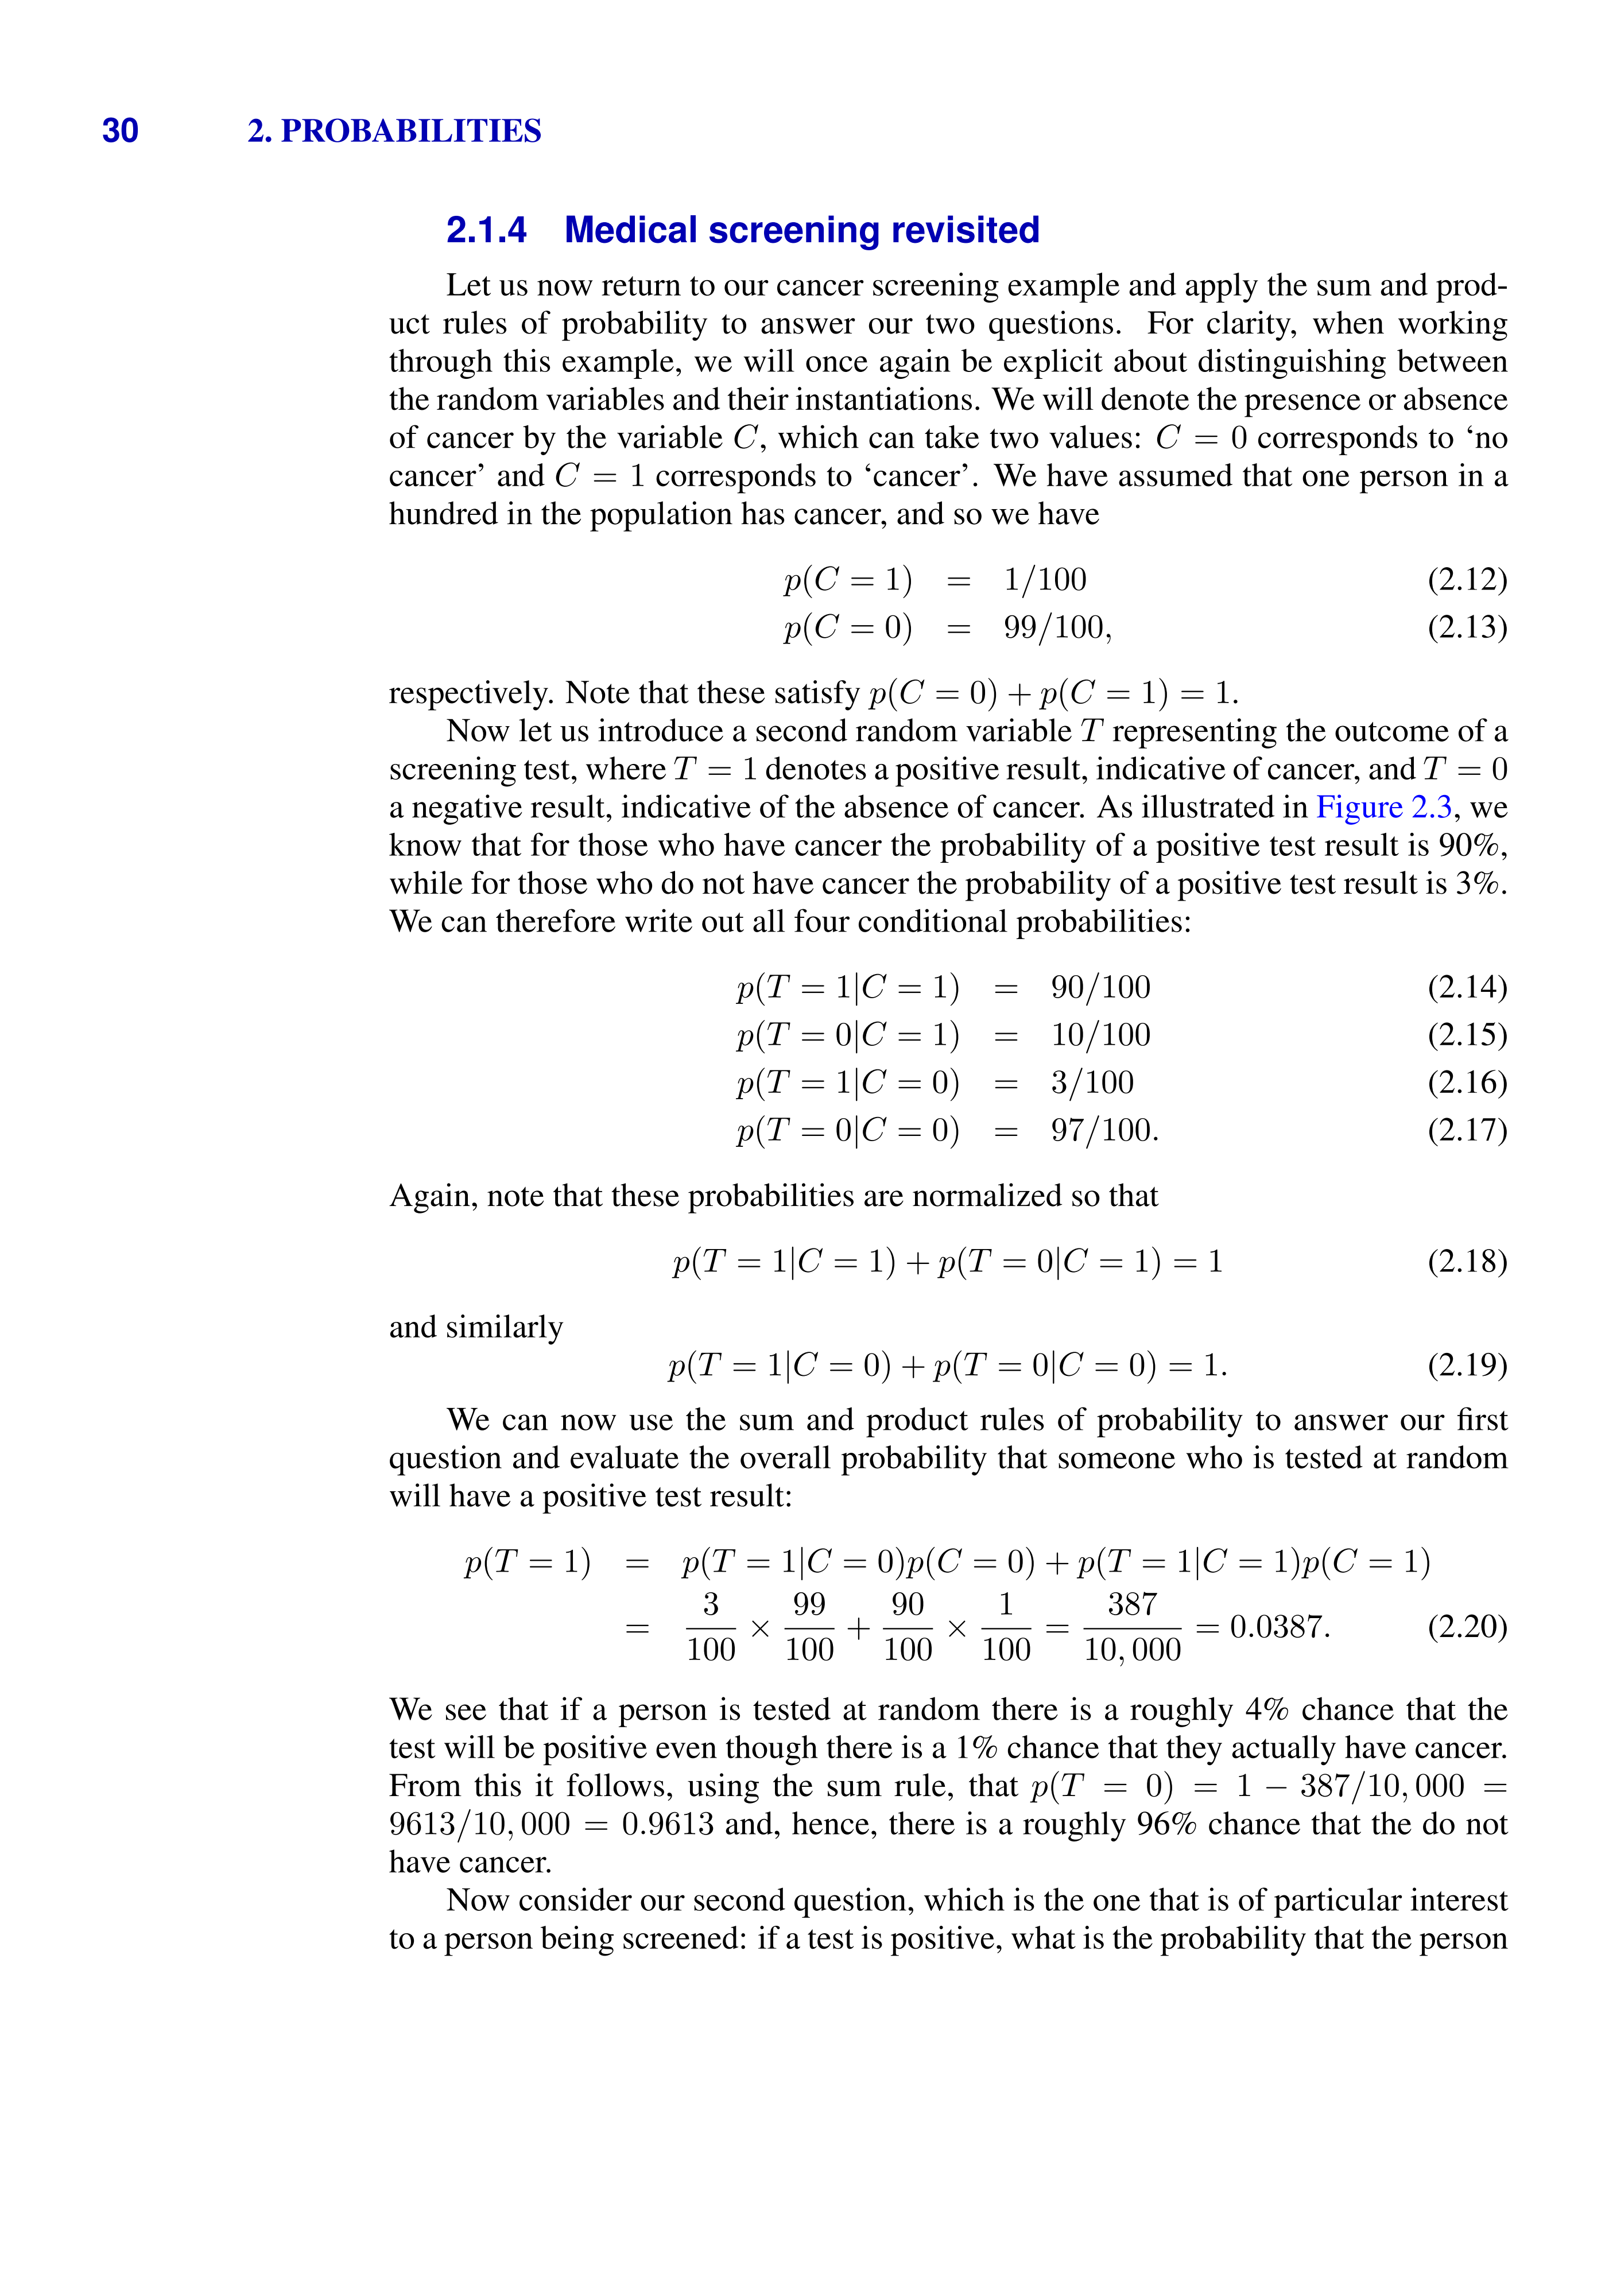 30 2. PROBABILITIES
2.1.4 Medical screening revisited
Let us now return to our cancer screening example and apply the sum and prod-
uct rules of probability to answer our two questions. For clarity, when working
through this example, we will once again be explicit about distinguishing between
the random variables and their instantiations. We will denote the presence or absence
of cancer by the variable C, which can take two values: C = 0 corresponds to ‘no
cancer’ and C = 1 corresponds to ‘cancer’. We have assumed that one person in a
hundred in the population has cancer, and so we have
p(C = 1) = 1/100 (2.12)
p(C = 0) = 99/100, (2.13)
respectively. Note that these satisfy p(C = 0) + p(C = 1) = 1.
Now let us introduce a second random variable T representing the outcome of a
screening test, where T = 1 denotes a positive result, indicative of cancer, and T = 0
a negative result, indicative of the absence of cancer. As illustrated in Figure 2.3, we
know that for those who have cancer the probability of a positive test result is 90%,
while for those who do not have cancer the probability of a positive test result is 3%.
We can therefore write out all four conditional probabilities:
p(T = 1|C = 1) = 90/100 (2.14)
p(T = 0|C = 1) = 10/100 (2.15)
p(T = 1|C = 0) = 3/100 (2.16)
p(T = 0|C = 0) = 97/100. (2.17)
Again, note that these probabilities are normalized so that
p(T = 1|C = 1) + p(T = 0|C = 1) = 1 (2.18)
and similarly
p(T = 1|C = 0) + p(T = 0|C = 0) = 1. (2.19)
We can now use the sum and product rules of probability to answer our first
question and evaluate the overall probability that someone who is tested at random
will have a positive test result:
p(T = 1) = p(T = 1|C = 0)p(C = 0) + p(T = 1|C = 1)p(C = 1)
= 3/100 × 99/100 + 90/100 × 1/100 = 387/10,000 = 0.0387. (2.20)
We see that if a person is tested at random there is a roughly 4% chance that the
test will be positive even though there is a 1% chance that they actually have cancer.
From this it follows, using the sum rule, that p(T = 0) = 1 − 387/10,000 =
9613/10,000 = 0.9613 and, hence, there is a roughly 96% chance that the do not
have cancer.
Now consider our second question, which is the one that is of particular interest
to a person being screened: if a test is positive, what is the probability that the person